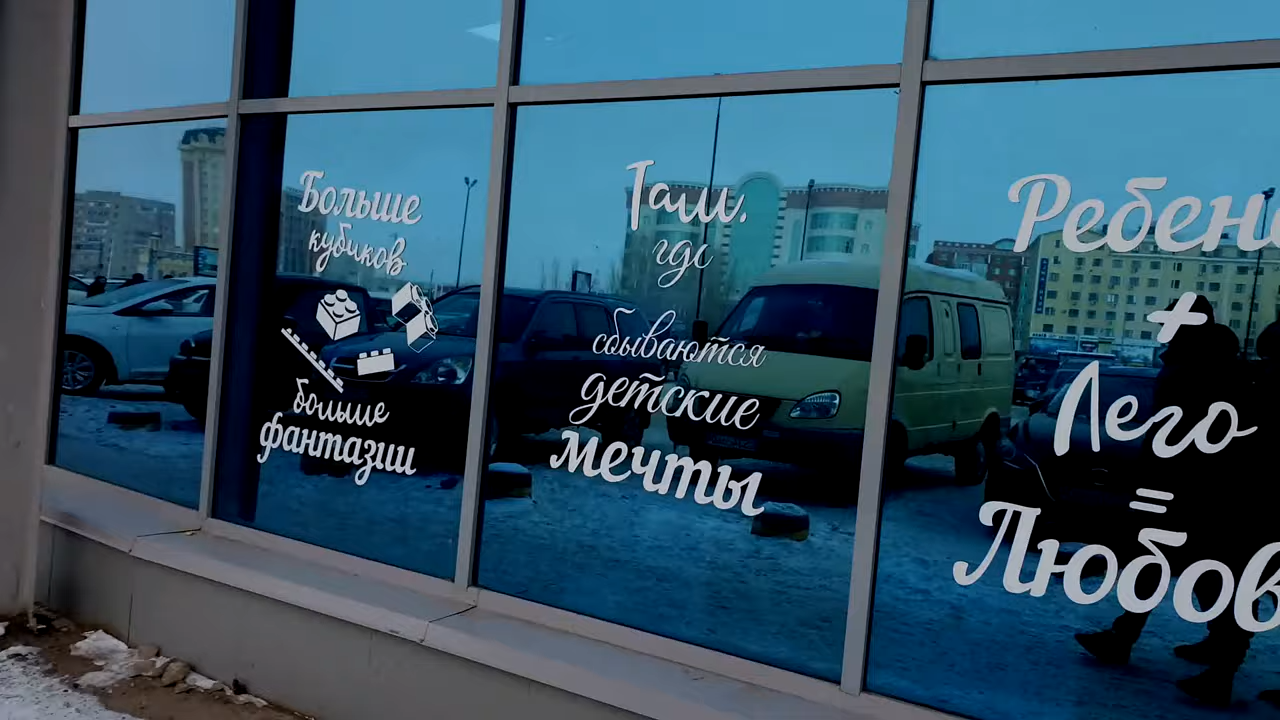 Больше
кубиков
больше
фантазии
Там,
где
сбываются
детские
мечты
Ребен
+
Лего
=
Любов